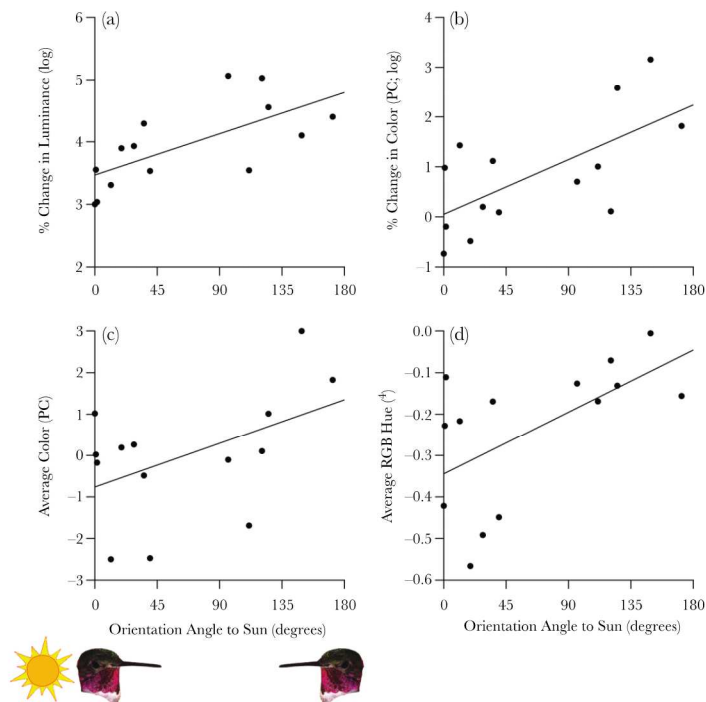 (a)
% Change in Luminance (log)
6
5
4
3
2
0 45 90 135 180
(b)
% Change in Color (PC; log)
4
3
2
1
0
–1
0 45 90 135 180
(c)
Average Color (PC)
3
2
1
0
–1
–2
–3
0 45 90 135 180
Orientation Angle to Sun (degrees)
(d)
Average RGB Hue (⁴)
0.0
–0.1
–0.2
–0.3
–0.4
–0.5
–0.6
0 45 90 135 180
Orientation Angle to Sun (degrees)